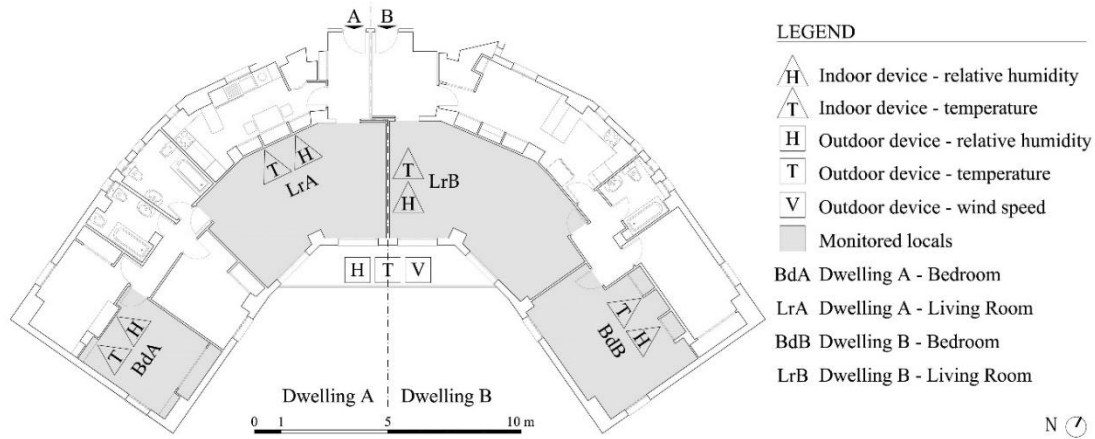 A B
T H
LrA
T
H
LrB
H T V
T H
BdA
T H
BdB
Dwelling A Dwelling B
0 1 5 10 m
LEGEND
H Indoor device - relative humidity
T Indoor device - temperature
H Outdoor device - relative humidity
T Outdoor device - temperature
V Outdoor device - wind speed
Monitored locals
BdA Dwelling A - Bedroom
LrA Dwelling A - Living Room
BdB Dwelling B - Bedroom
LrB Dwelling B - Living Room
N